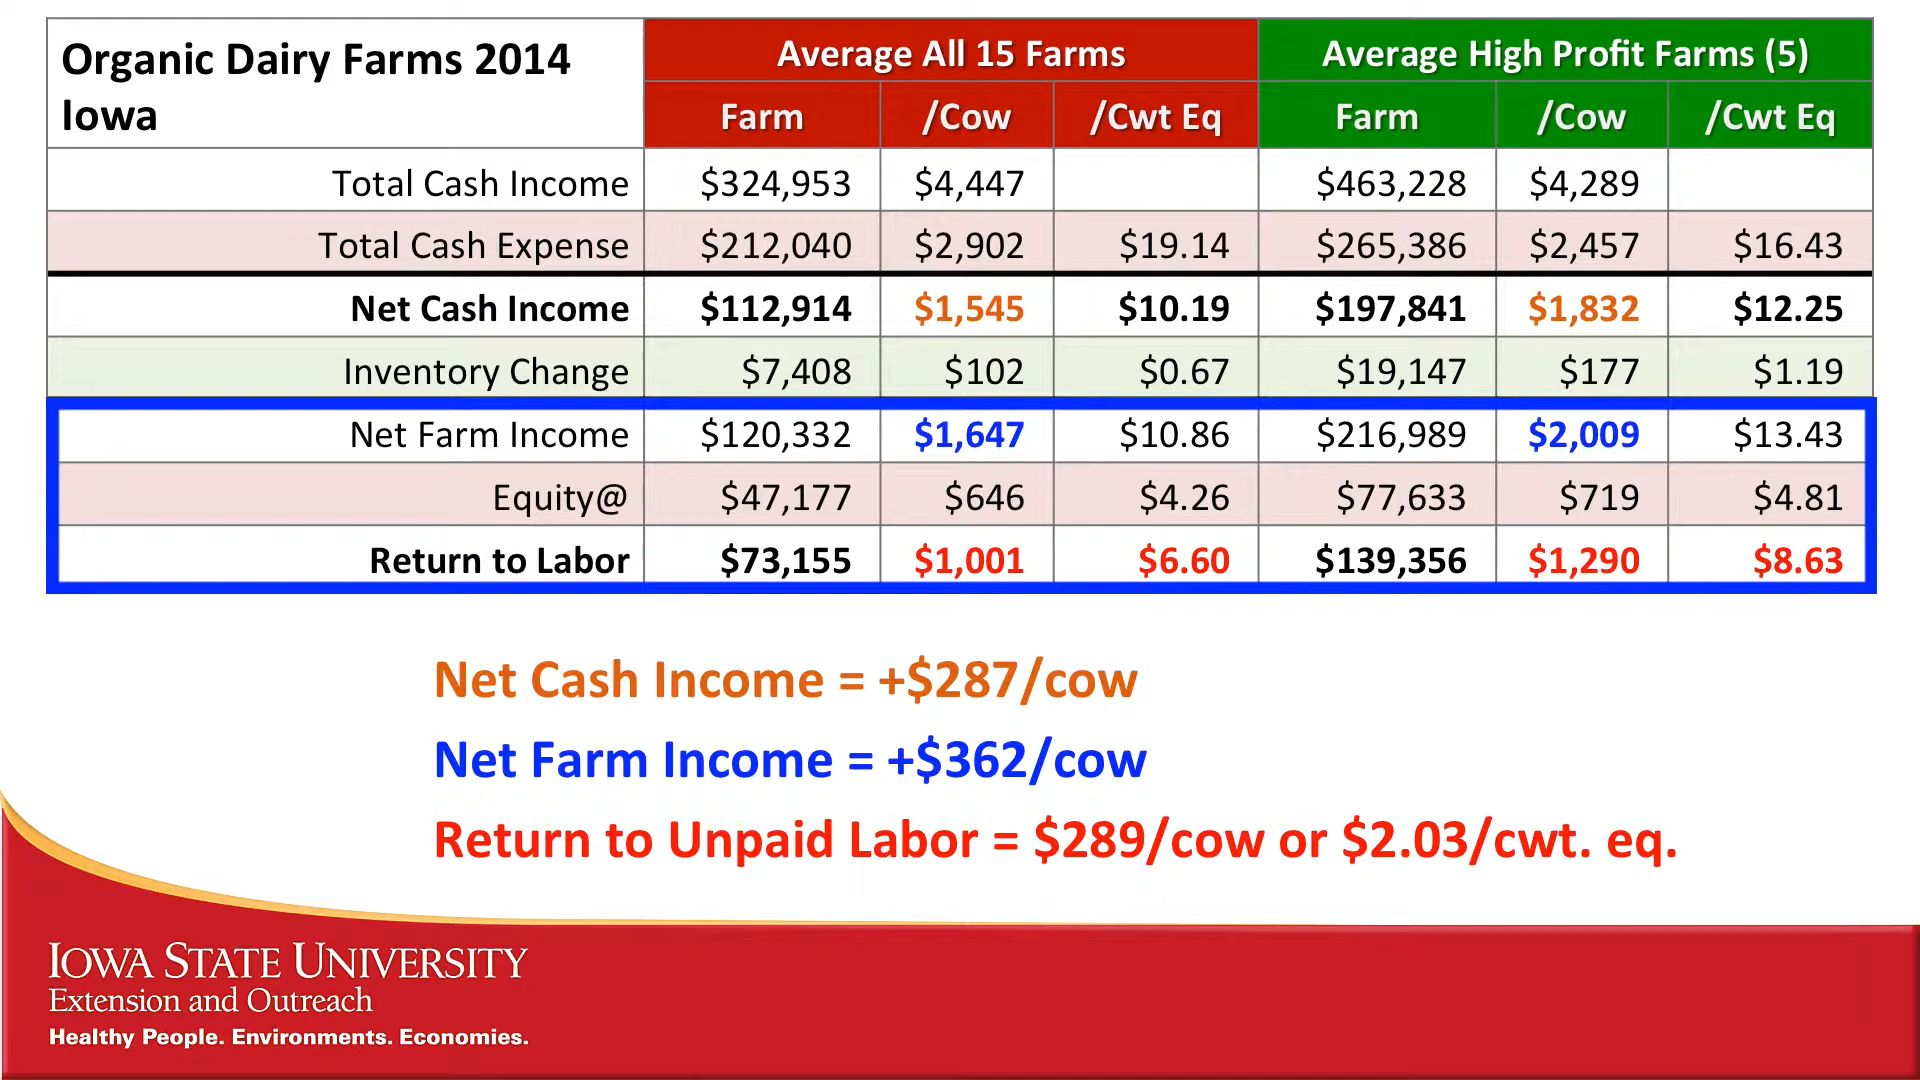 Organic Dairy Farms 2014 Iowa
Average All 15 Farms Average High Profit Farms (5)
Farm /Cow /Cwt Eq Farm /Cow /Cwt Eq
Total Cash Income $324,953 $4,447 $463,228 $4,289
Total Cash Expense $212,040 $2,902 $19.14 $265,386 $2,457 $16.43
Net Cash Income $112,914 $1,545 $10.19 $197,841 $1,832 $12.25
Inventory Change $7,408 $102 $0.67 $19,147 $177 $1.19
Net Farm Income $120,332 $1,647 $10.86 $216,989 $2,009 $13.43
Equity@ $47,177 $646 $4.26 $77,633 $719 $4.81
Return to Labor $73,155 $1,001 $6.60 $139,356 $1,290 $8.63
Net Cash Income = +$287/cow
Net Farm Income = +$362/cow
Return to Unpaid Labor = $289/cow or $2.03/cwt. eq.
IOWA STATE UNIVERSITY
Extension and Outreach
Healthy People. Environments. Economies.